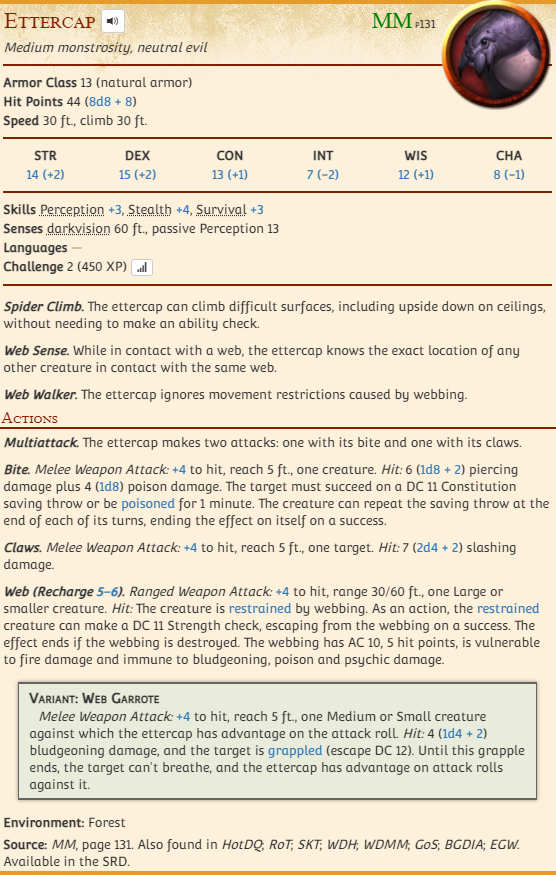 Ettercap
MM p131
Medium monstrosity, neutral evil
Armor Class 13 (natural armor)
Hit Points 44 (8d8 + 8)
Speed 30 ft., climb 30 ft.
STR DEX CON INT WIS CHA
14 (+2) 15 (+2) 13 (+1) 7 (−2) 12 (+1) 8 (−1)
Skills Perception +3, Stealth +4, Survival +3
Senses darkvision 60 ft., passive Perception 13
Languages —
Challenge 2 (450 XP)
Spider Climb. The ettercap can climb difficult surfaces, including upside down on ceilings,
without needing to make an ability check.
Web Sense. While in contact with a web, the ettercap knows the exact location of any
other creature in contact with the same web.
Web Walker. The ettercap ignores movement restrictions caused by webbing.
Actions
Multiattack. The ettercap makes two attacks: one with its bite and one with its claws.
Bite. Melee Weapon Attack: +4 to hit, reach 5 ft., one creature. Hit: 6 (1d8 + 2) piercing
damage plus 4 (1d8) poison damage. The target must succeed on a DC 11 Constitution
saving throw or be poisoned for 1 minute. The creature can repeat the saving throw at the
end of each of its turns, ending the effect on itself on a success.
Claws. Melee Weapon Attack: +4 to hit, reach 5 ft., one target. Hit: 7 (2d4 + 2) slashing
damage.
Web (Recharge 5–6). Ranged Weapon Attack: +4 to hit, range 30/60 ft., one Large or
smaller creature. Hit: The creature is restrained by webbing. As an action, the restrained
creature can make a DC 11 Strength check, escaping from the webbing on a success. The
effect ends if the webbing is destroyed. The webbing has AC 10, 5 hit points, is vulnerable
to fire damage and immune to bludgeoning, poison and psychic damage.
Variant: Web Garrote
Melee Weapon Attack: +4 to hit, reach 5 ft., one Medium or Small creature
against which the ettercap has advantage on the attack roll. Hit: 4 (1d4 + 2)
bludgeoning damage, and the target is grappled (escape DC 12). Until this grapple
ends, the target can't breathe, and the ettercap has advantage on attack rolls
against it.
Environment: Forest
Source: MM, page 131. Also found in HotDQ; RoT; SKT; WDH; WDMM; GoS; BGDIA; EGW.
Available in the SRD.